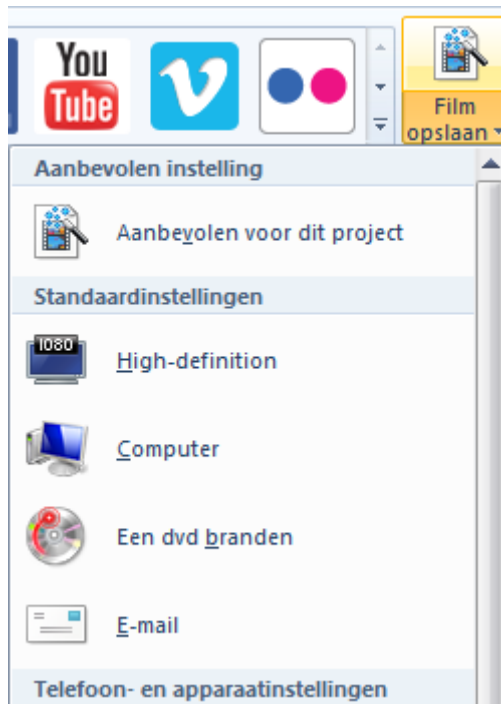 You
Tube
Film
opslaan
Aanbevolen instelling
Aanbevolen voor dit project
Standaardinstellingen
1080
High-definition
Computer
Een dvd branden
E-mail
Telefoon- en apparaatinstellingen